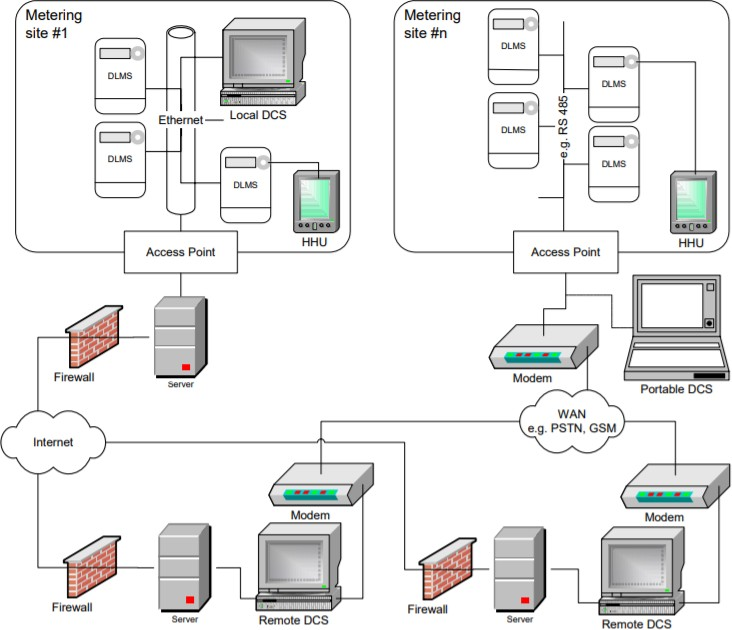 Metering
site #1
DLMS
DLMS
Ethernet
Local DCS
DLMS
HHU
Access Point
Metering
site #n
DLMS
DLMS
e.g. RS 485
DLMS
DLMS
HHU
Access Point
Firewall
Server
Modem
Portable DCS
Internet
WAN
e.g. PSTN, GSM
Modem
Modem
Firewall
Server
Remote DCS
Firewall
Server
Remote DCS